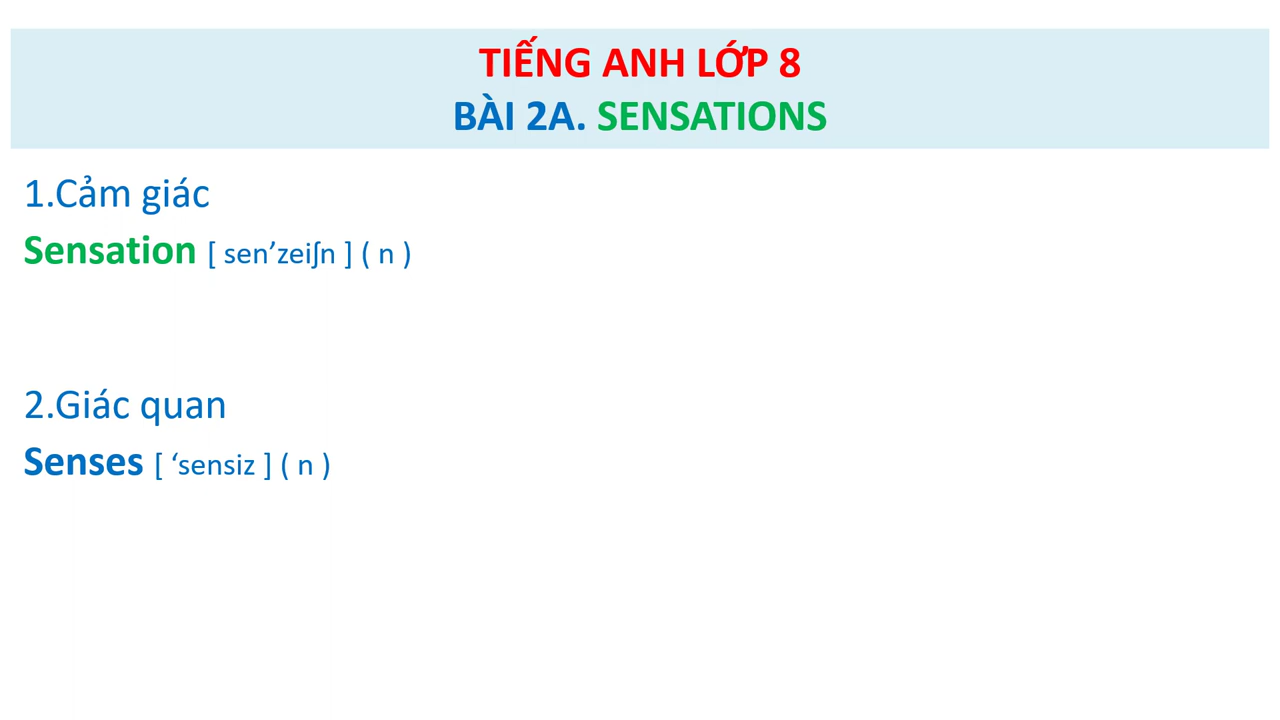 TIẾNG ANH LỚP 8
BÀI 2A. SENSATIONS
1.Cảm giác
Sensation [ sen’zeiʃn ] ( n )
2.Giác quan
Senses [ ‘sensiz ] ( n )